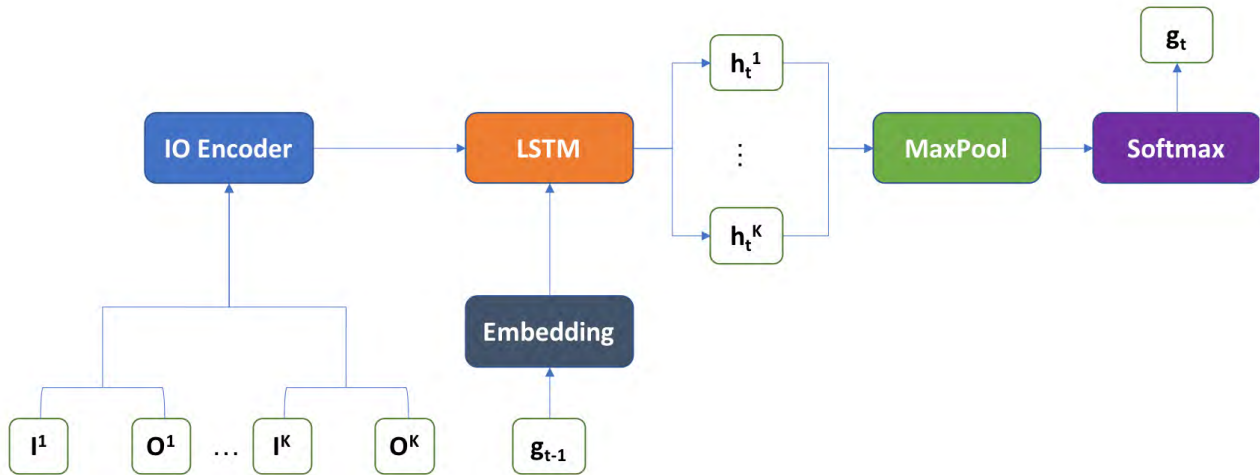 g_t
h_t^1
IO Encoder
LSTM
⋮
MaxPool
Softmax
h_t^K
Embedding
I^1
O^1
...
I^K
O^K
g_{t-1}